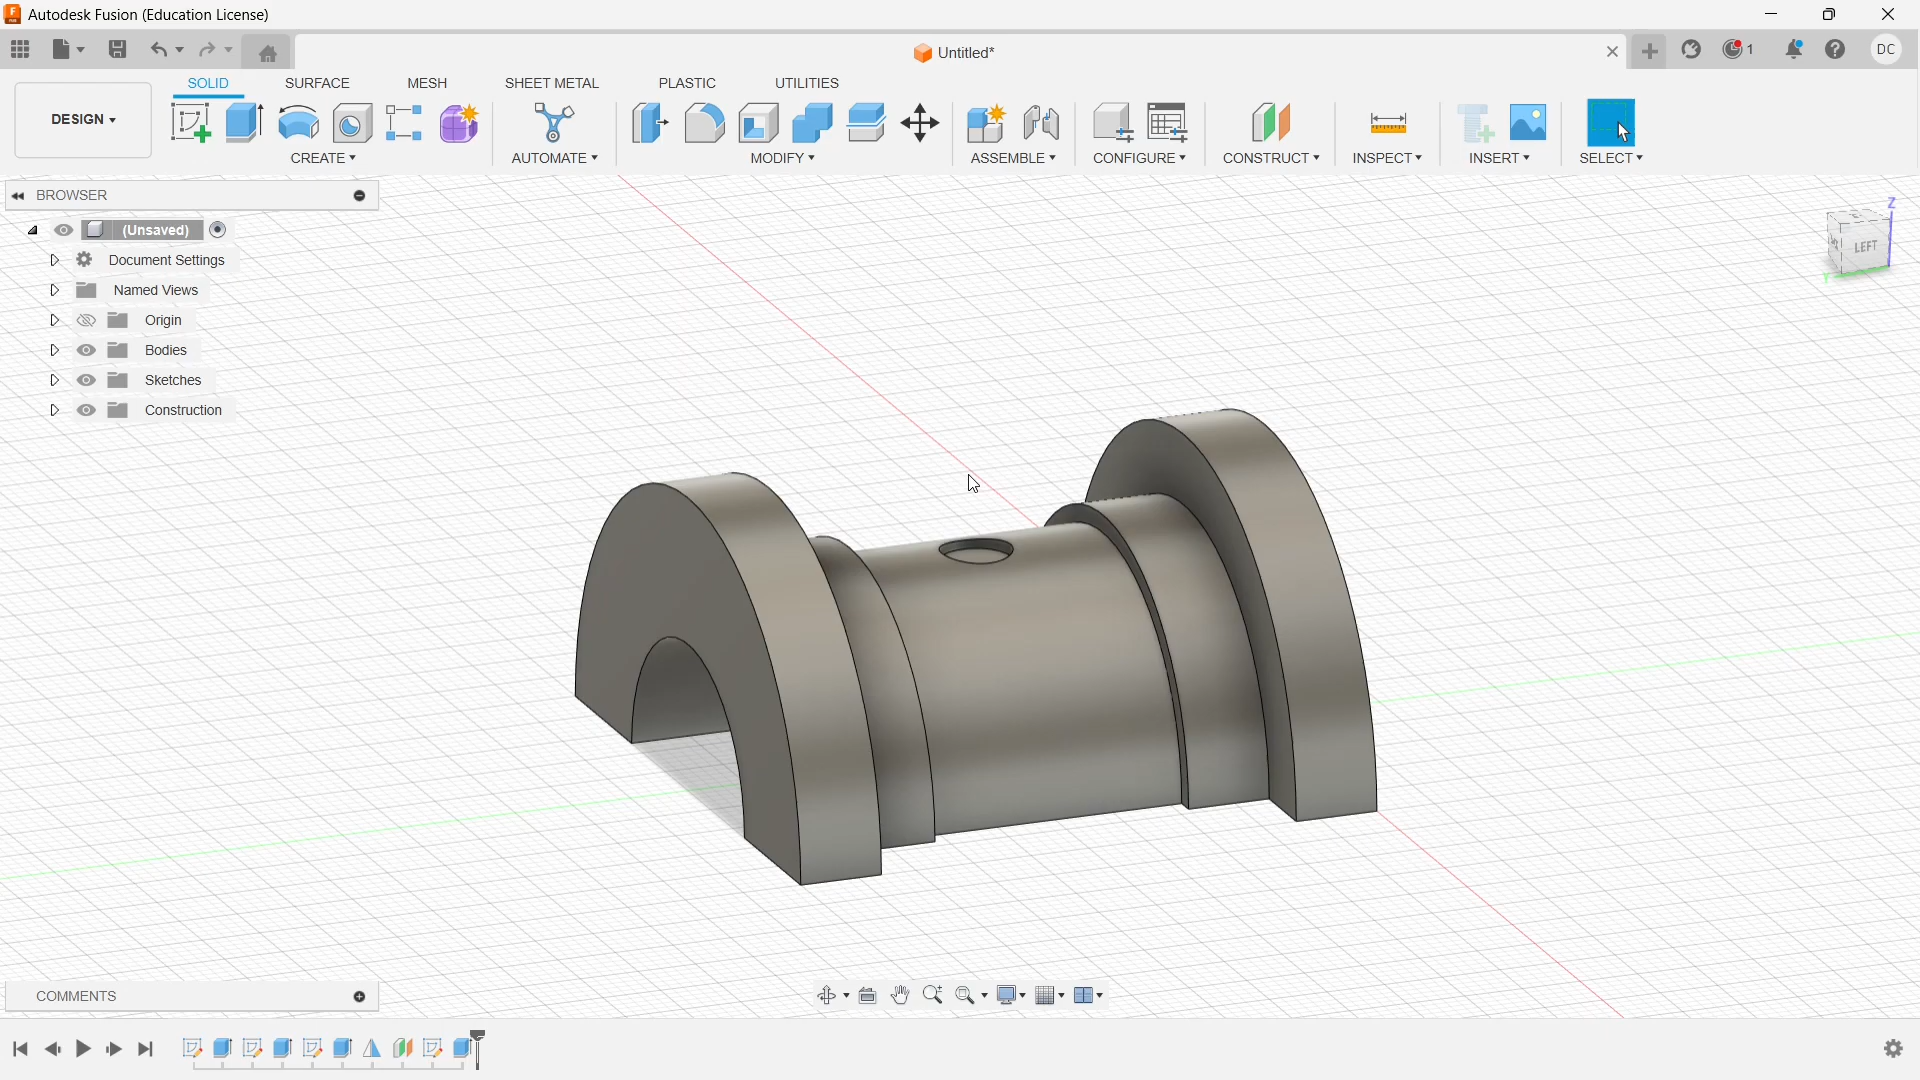 Autodesk Fusion (Education License)
Untitled*
1
DC
SOLID
SURFACE
MESH
SHEET METAL
PLASTIC
UTILITIES
DESIGN
CREATE
AUTOMATE
MODIFY
ASSEMBLE
CONFIGURE
CONSTRUCT
INSPECT
INSERT
SELECT
BROWSER
(Unsaved)
Document Settings
Named Views
Origin
Bodies
Sketches
Construction
Z
LEFT
Y
COMMENTS